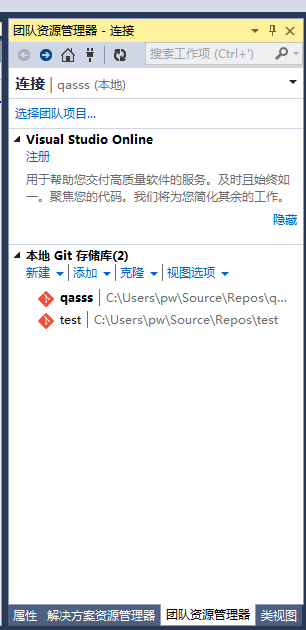 团队资源管理器 - 连接
搜索工作项 (Ctrl+')
连接 | qasss (本地)
选择团队项目...
Visual Studio Online
注册
用于帮助您交付高质量软件的服务。及时且始终如
一。聚焦您的代码。我们将为您简化其余的工作。
隐藏
本地 Git 存储库(2)
新建 | 添加 | 克隆 | 视图选项
qasss | C:\Users\pw\Source\Repos\q...
test | C:\Users\pw\Source\Repos\test
属性 解决方案资源管理器 团队资源管理器 类视图